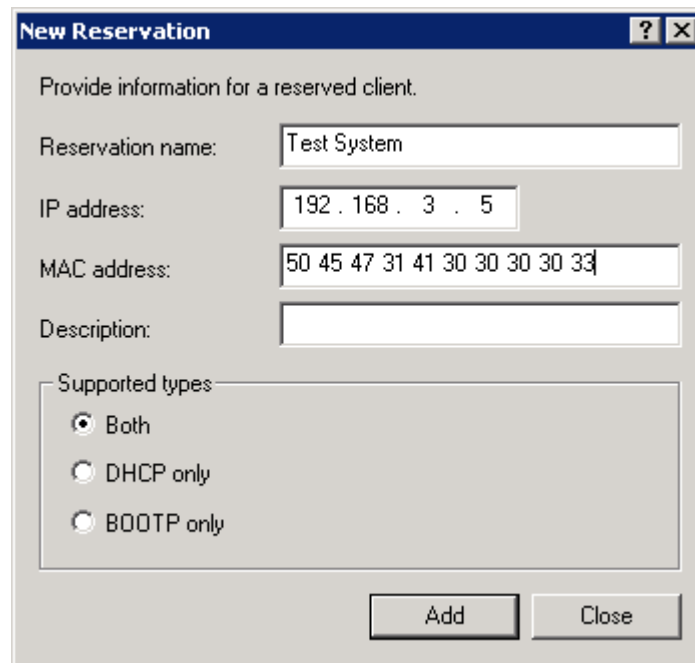 New Reservation
Provide information for a reserved client.
Reservation name: Test System
IP address: 192 . 168 . 3 . 5
MAC address: 50 45 47 31 41 30 30 30 30 33
Description:
Supported types
Both
DHCP only
BOOTP only
Add Close